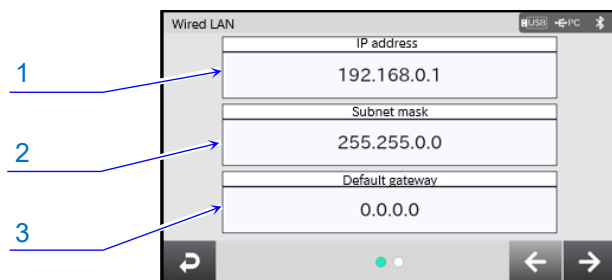 Wired LAN USB PC
IP address
1
192.168.0.1
Subnet mask
2
255.255.0.0
Default gateway
3
0.0.0.0